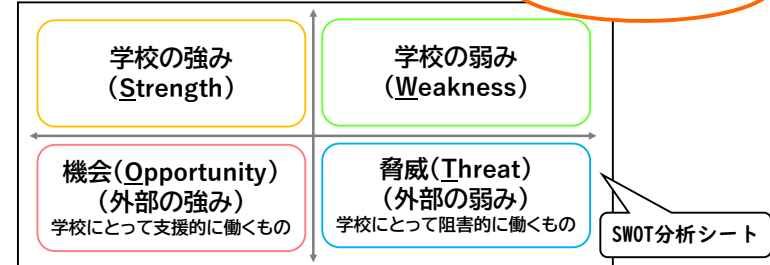 学校の強み
（Strength）
学校の弱み
（Weakness）
機会（Opportunity）
（外部の強み）
学校にとって支援的に働くもの
脅威（Threat）
（外部の弱み）
学校にとって阻害的に働くもの
SWOT分析シート